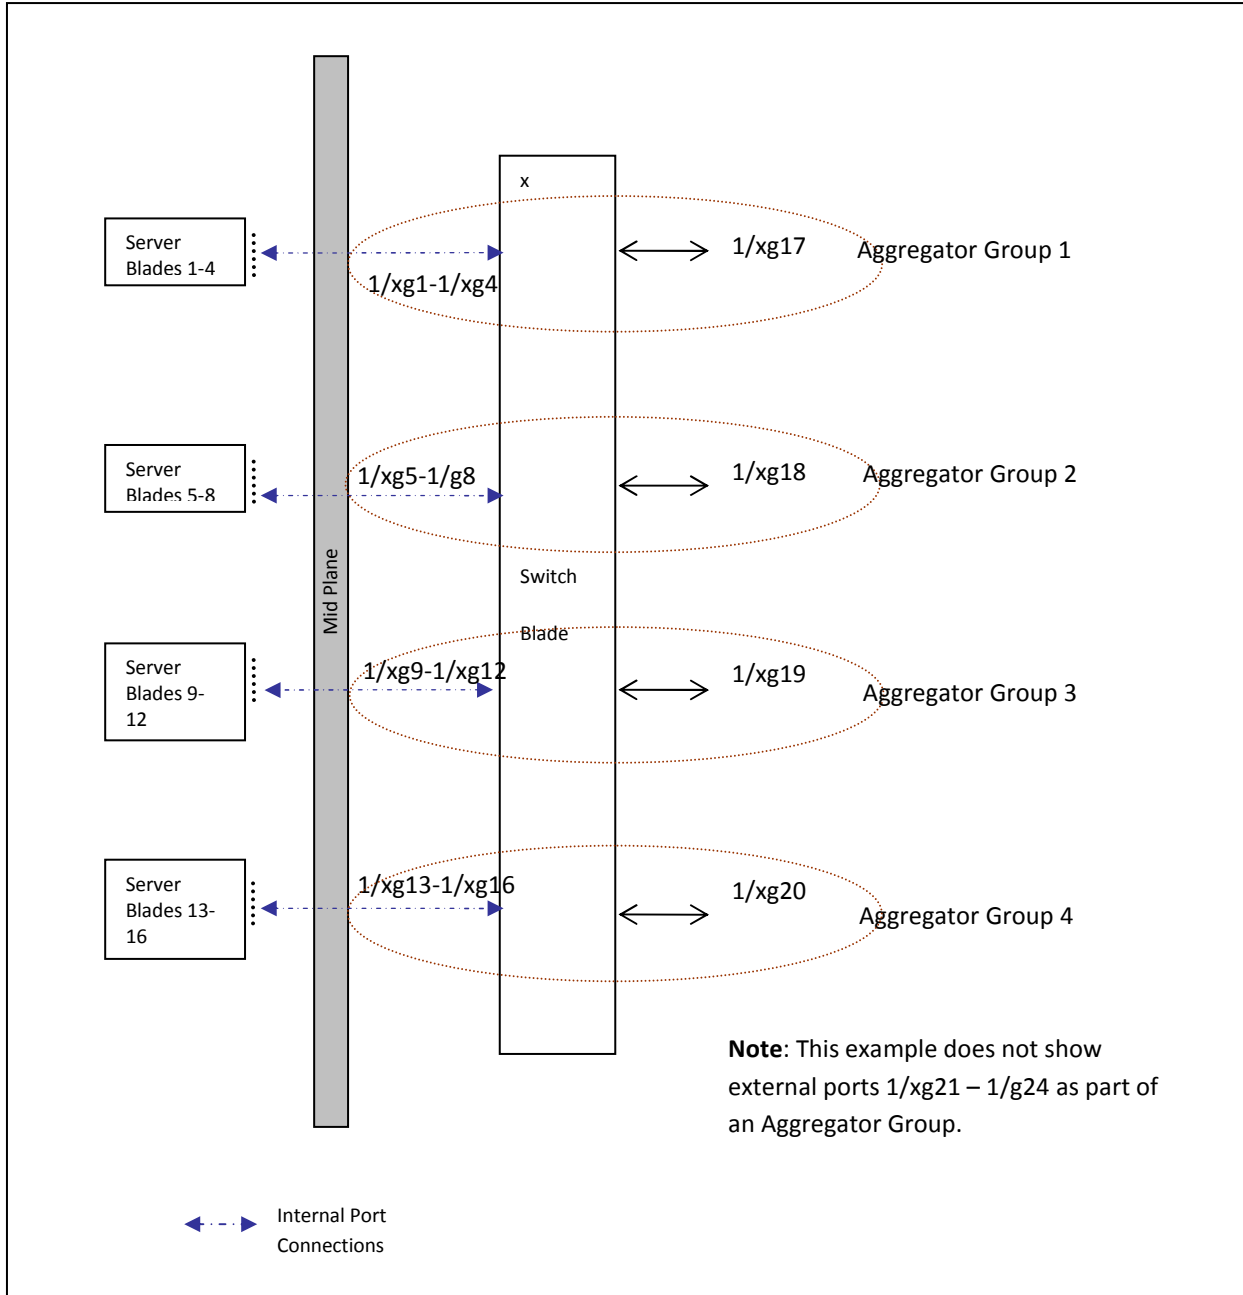 x
Server
Blades 1-4
1/xg1-1/xg4
1/xg17
Aggregator Group 1
Server
Blades 5-8
1/xg5-1/g8
1/xg18
Aggregator Group 2
Mid Plane
Switch
Blade
Server
Blades 9-
12
1/xg9-1/xg12
1/xg19
Aggregator Group 3
Server
Blades 13-
16
1/xg13-1/xg16
1/xg20
Aggregator Group 4
Note: This example does not show
external ports 1/xg21 – 1/g24 as part of
an Aggregator Group.
Internal Port
Connections